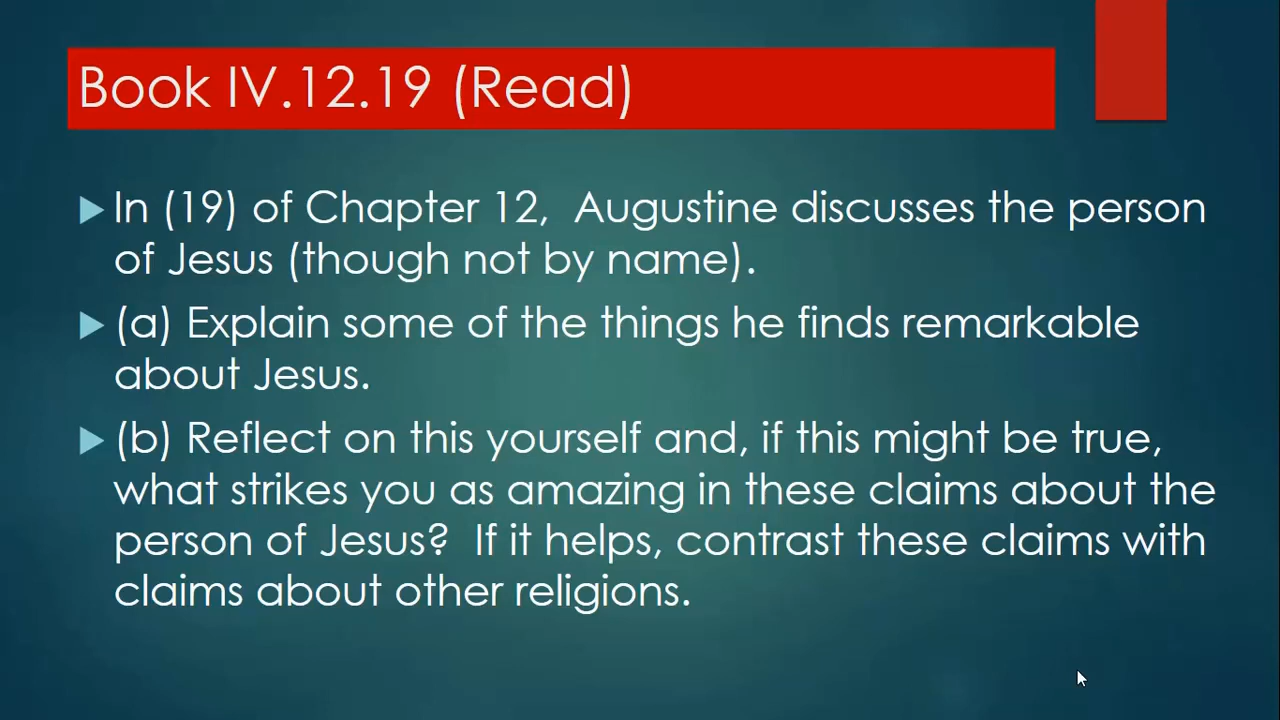 Book IV.12.19 (Read)
In (19) of Chapter 12,  Augustine discusses the person
of Jesus (though not by name).
(a) Explain some of the things he finds remarkable
about Jesus.
(b) Reflect on this yourself and, if this might be true,
what strikes you as amazing in these claims about the
person of Jesus?  If it helps, contrast these claims with
claims about other religions.